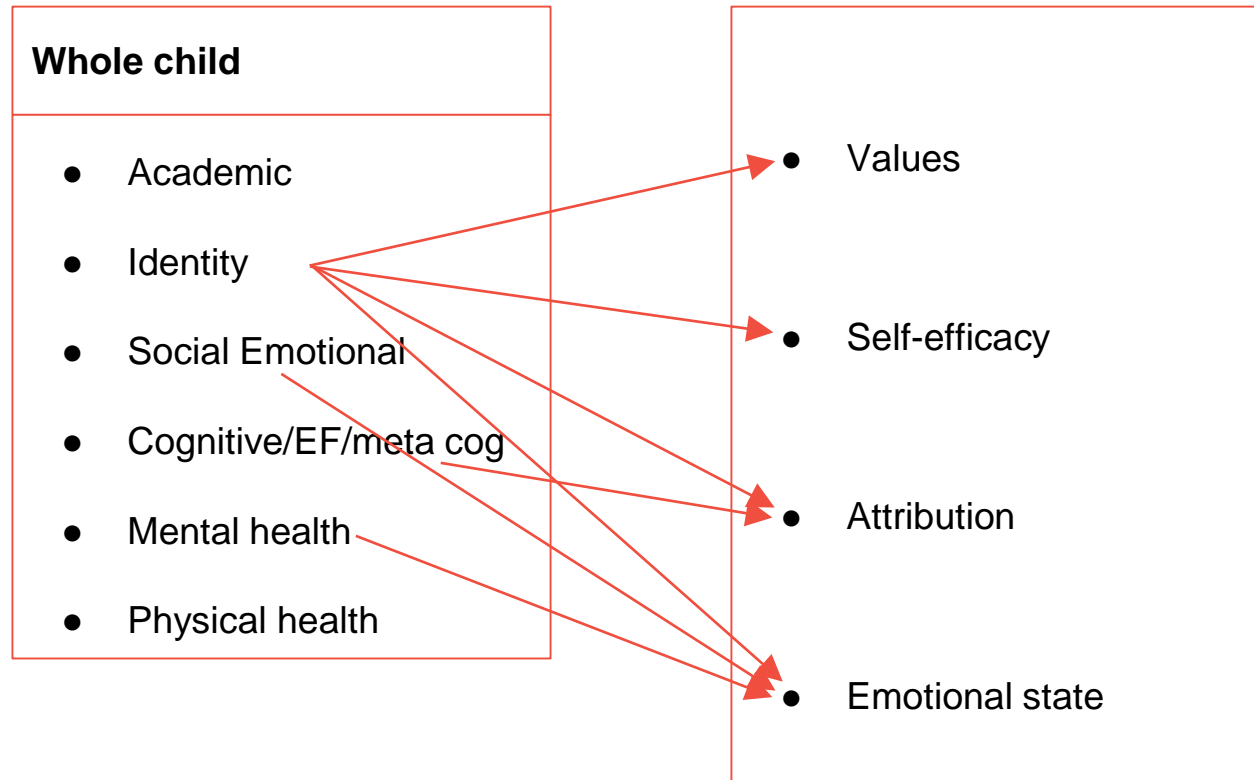 Whole child
● Academic
● Identity
● Social Emotional
● Cognitive/EF/meta cog
● Mental health
● Physical health
● Values
● Self-efficacy
● Attribution
● Emotional state